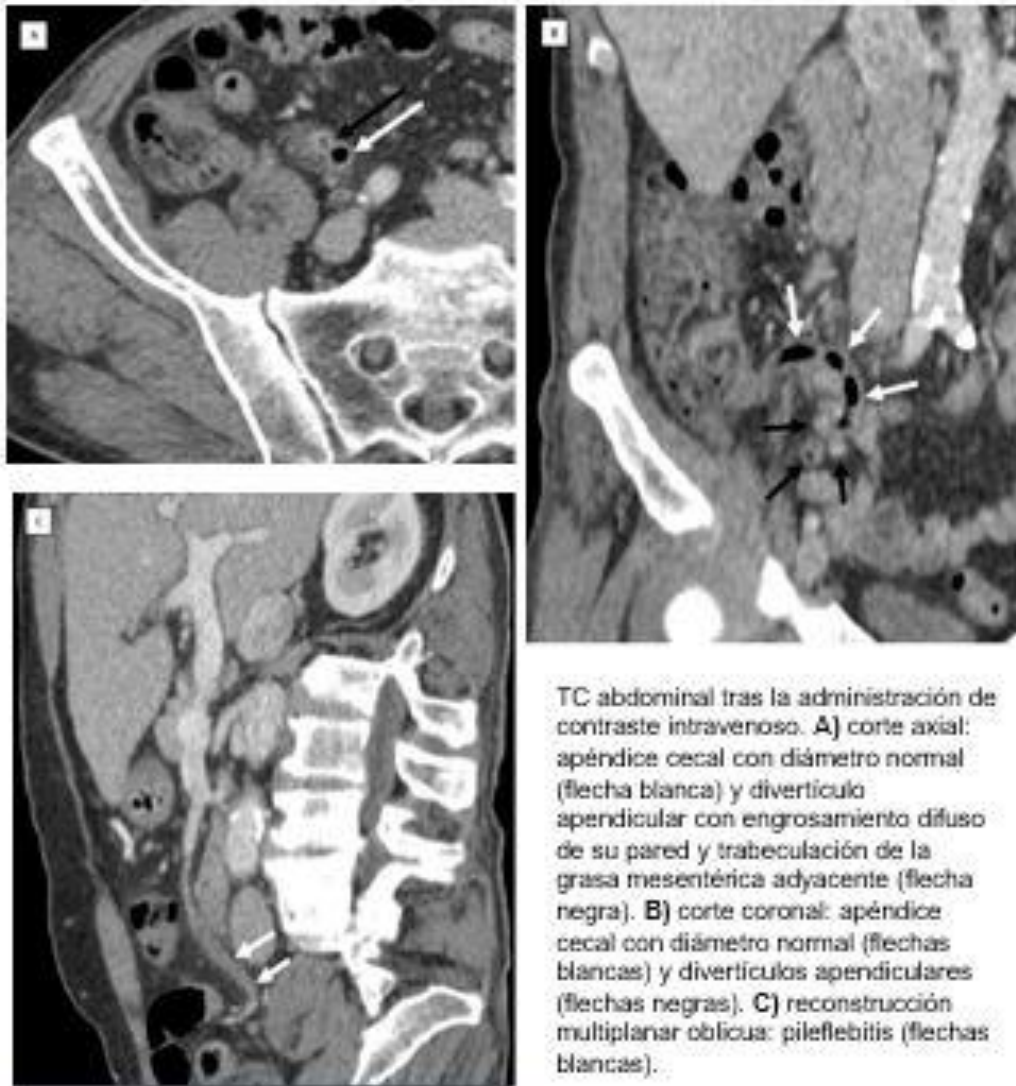 A
B
C
TC abdominal tras la administración de
contraste intravenoso. A) corte axial:
apéndice cecal con diámetro normal
(flecha blanca) y divertículo
apendicular con engrosamiento difuso
de su pared y trabeculación de la
grasa mesentérica adyacente (flecha
negra). B) corte coronal: apéndice
cecal con diámetro normal (flechas
blancas) y divertículos apendiculares
(flechas negras). C) reconstrucción
multiplanar oblicua: pileflebitis (flechas
blancas).